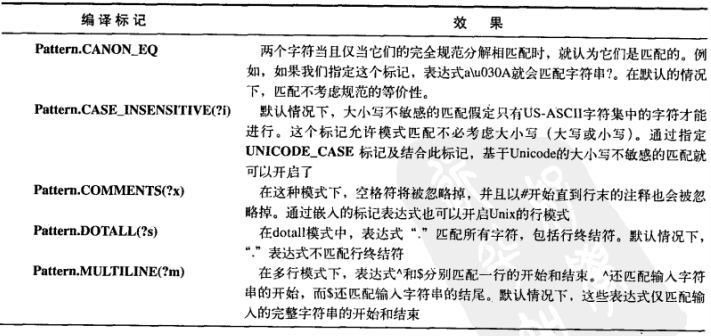 编译标记 效 果
Pattern.CANON_EQ 两个字符当且仅当它们的完全规范分解相匹配时，就认为它们是匹配的。例
如，如果我们指定这个标记，表达式a\u030A就会匹配字符串?。在默认的情况
下，匹配不考虑规范的等价性。
Pattern.CASE_INSENSITIVE(?i) 默认情况下，大小写不敏感的匹配假定只有US-ASCII字符集中的字符才能
进行。这个标记允许模式匹配不必考虑大小写（大写或小写）。通过指定
UNICODE_CASE 标记及结合此标记，基于Unicode的大小写不敏感的匹配就
可以开启了
Pattern.COMMENTS(?x) 在这种模式下，空格符将被忽略掉，并且以#开始直到行末的注释也会被忽
略掉。通过嵌入的标记表达式也可以开启Unix的行模式
Pattern.DOTALL(?s) 在dotall模式中，表达式“.”匹配所有字符，包括行终结符。默认情况下，
“.”表达式不匹配行终结符
Pattern.MULTILINE(?m) 在多行模式下，表达式^和$分别匹配一行的开始和结束。^还匹配输入字符
串的开始，而$还匹配输入字符串的结尾。默认情况下，这些表达式仅匹配输
入的完整字符串的开始和结束